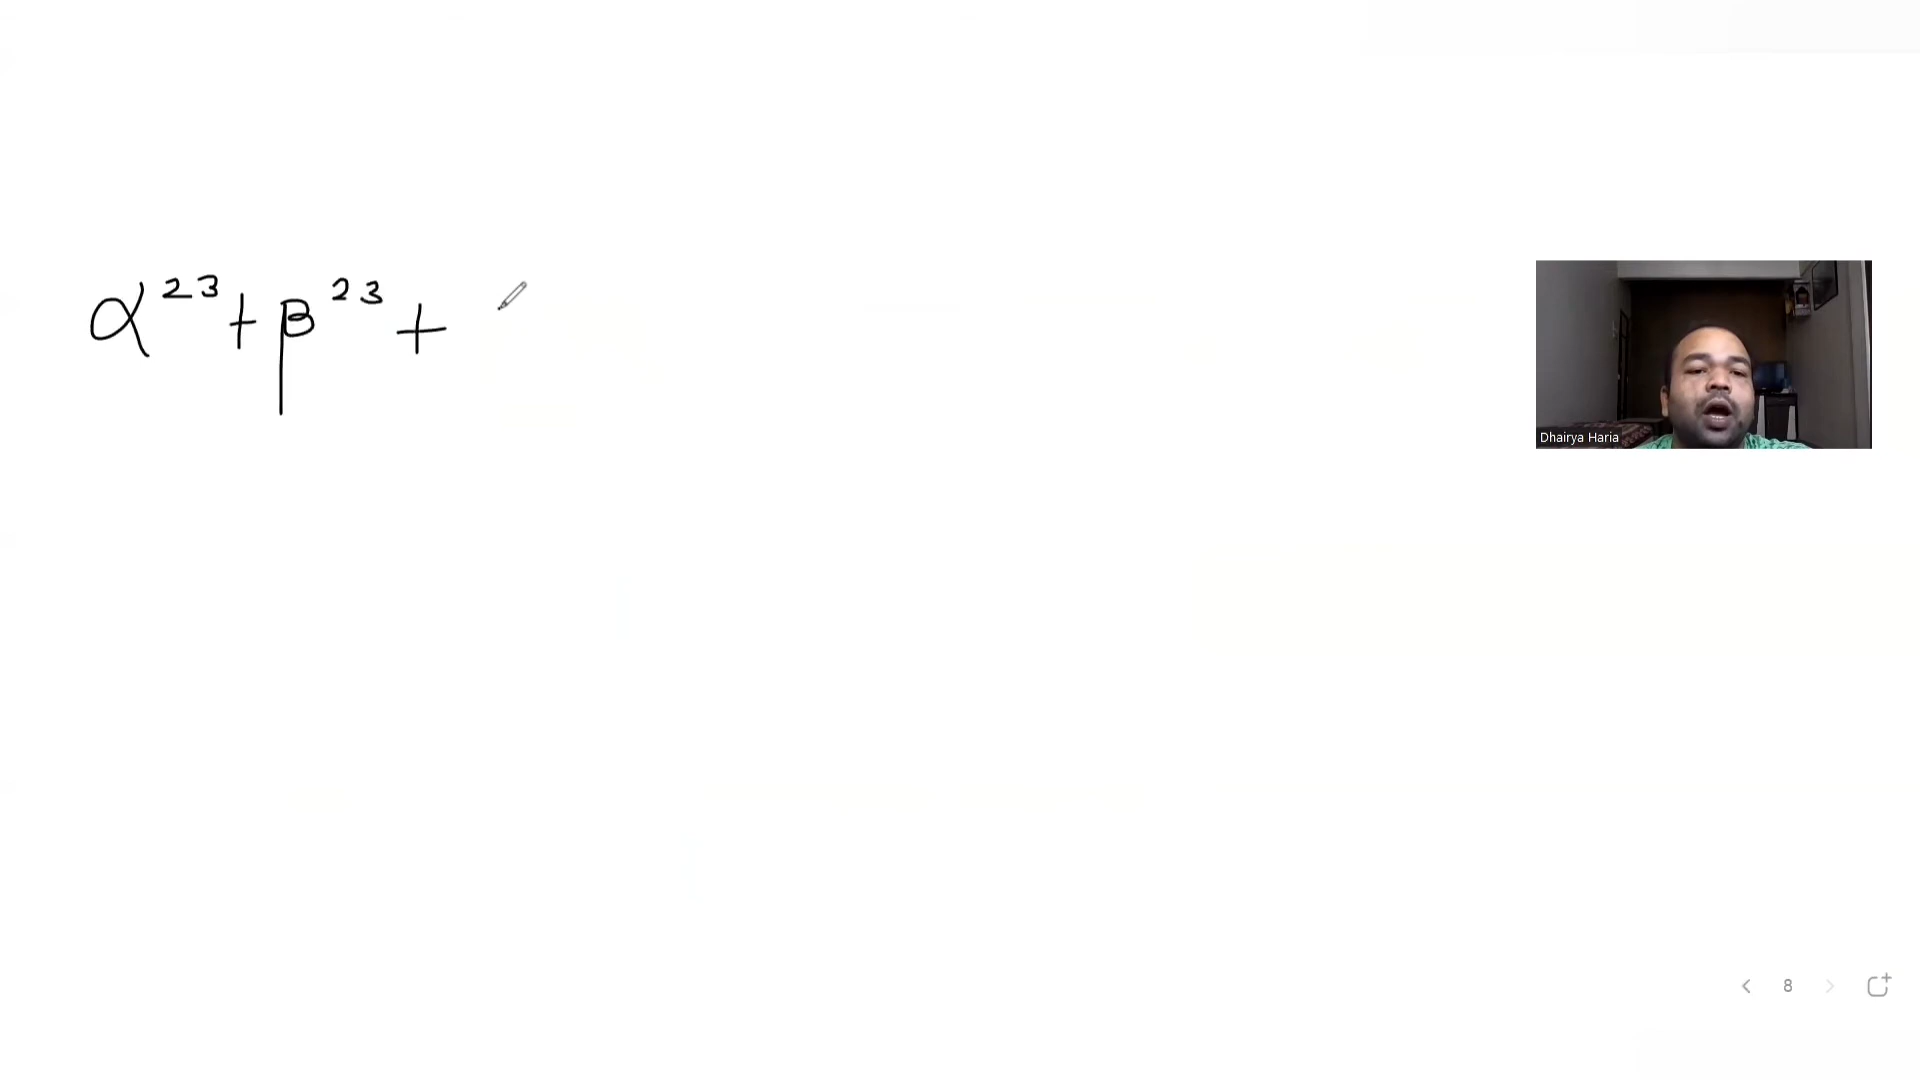 α²³ + β²³ +
Dhairya Haria
8